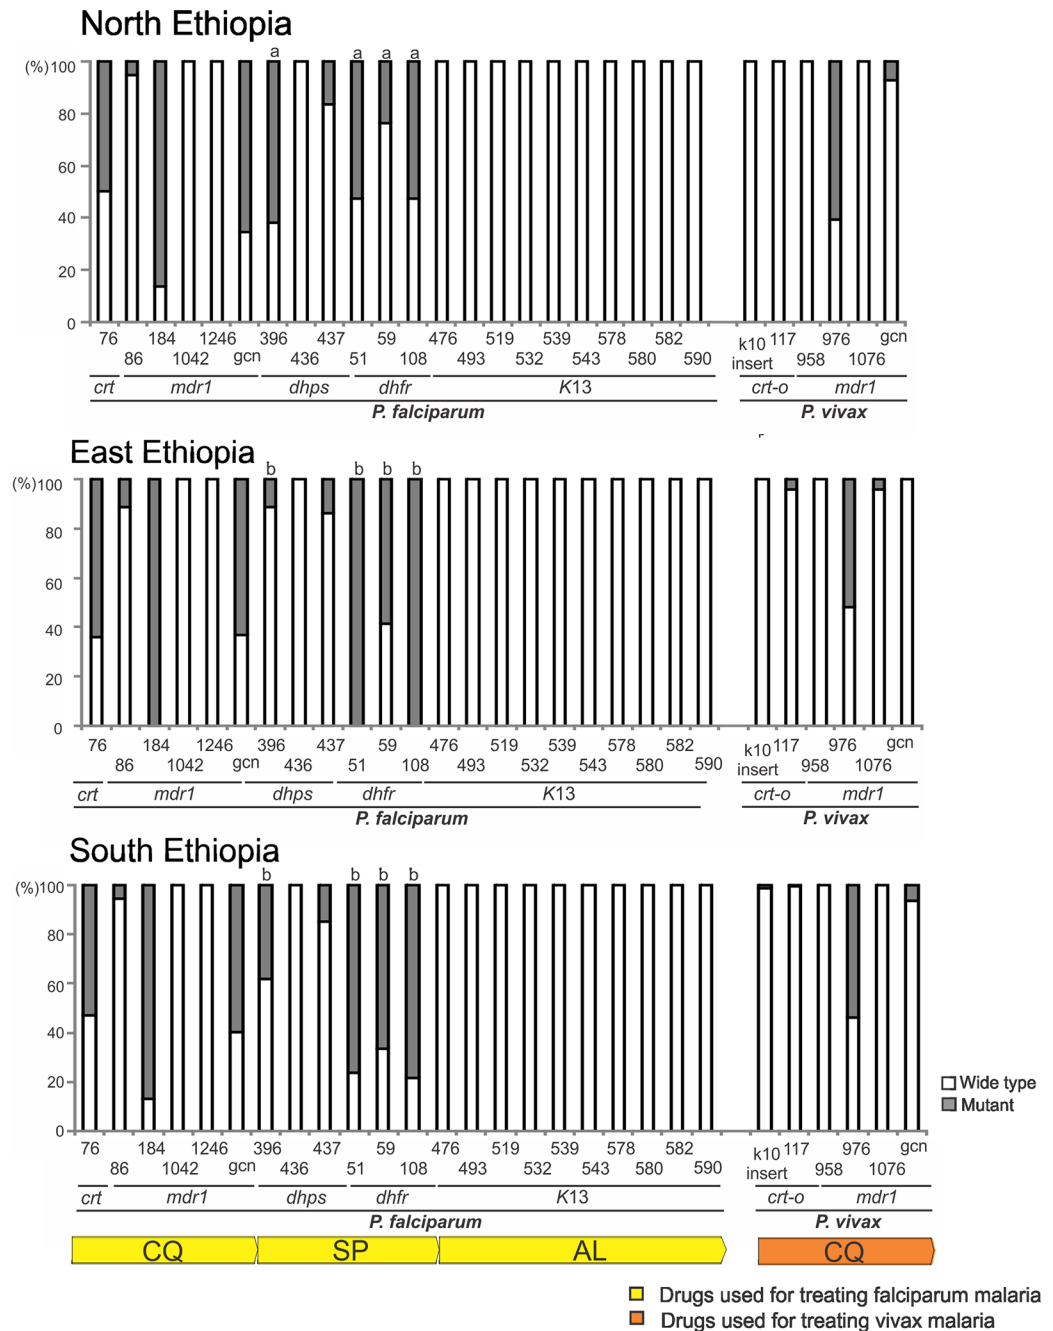 North Ethiopia
a a a a
(%)100
80
60
40
20
0
76 184 1246 396 437 59 476 519 539 578 582 117 976 gcn
86 1042 gcn 436 51 108 493 532 543 580 590 k10 insert 958 1076
crt mdr1 dhps dhfr K13 crt-o mdr1
P. falciparum P. vivax
East Ethiopia
b b b b
(%)100
80
60
40
20
0
76 184 1246 396 437 59 476 519 539 578 582 117 976 gcn
86 1042 gcn 436 51 108 493 532 543 580 590 k10 insert 958 1076
crt mdr1 dhps dhfr K13 crt-o mdr1
P. falciparum P. vivax
South Ethiopia
b b b b
(%)100
80
60
40
20
0
76 184 1246 396 437 59 476 519 539 578 582 117 976 gcn
86 1042 gcn 436 51 108 493 532 543 580 590 k10 insert 958 1076
crt mdr1 dhps dhfr K13 crt-o mdr1
P. falciparum P. vivax
Wide type
Mutant
CQ SP AL CQ
Drugs used for treating falciparum malaria
Drugs used for treating vivax malaria